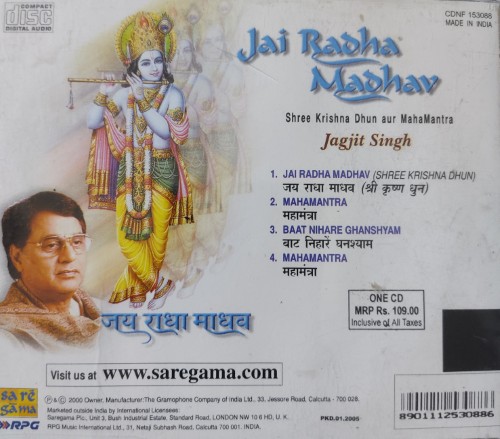 COMPACT
disc
DIGITAL AUDIO
CDNF 153086
MADE IN INDIA
Jai Radha
Madhav
Shree Krishna Dhun aur MahaMantra
Jagjit Singh
1. JAI RADHA MADHAV (SHREE KRISHNA DHUN)
जय राधा माधव (श्री कृष्ण धुन)
2. MAHAMANTRA
महामंत्रा
3. BAAT NIHARE GHANSHYAM
बाट निहारें घनश्याम
4. MAHAMANTRA
महामंत्रा
जय राधा माधव
ONE CD
MRP Rs. 109.00
Inclusive of All Taxes
Visit us at www.saregama.com
sa re
ga ma
RPG
℗ © 2000 Owner, Manufacturer:The Gramophone Company of India Ltd., 33, Jessore Road, Calcutta - 700 028.
Marketed outside India by International Licensees:
Saregama Plc., Unit 3, Bush Industrial Estate, Standard Road, LONDON NW 10 6 HD, U. K.,
RPG Music International Ltd., 31, Netaji Subhash Road, Calcutta 700 001. INDIA.
PKD.01.2005
8901112530886